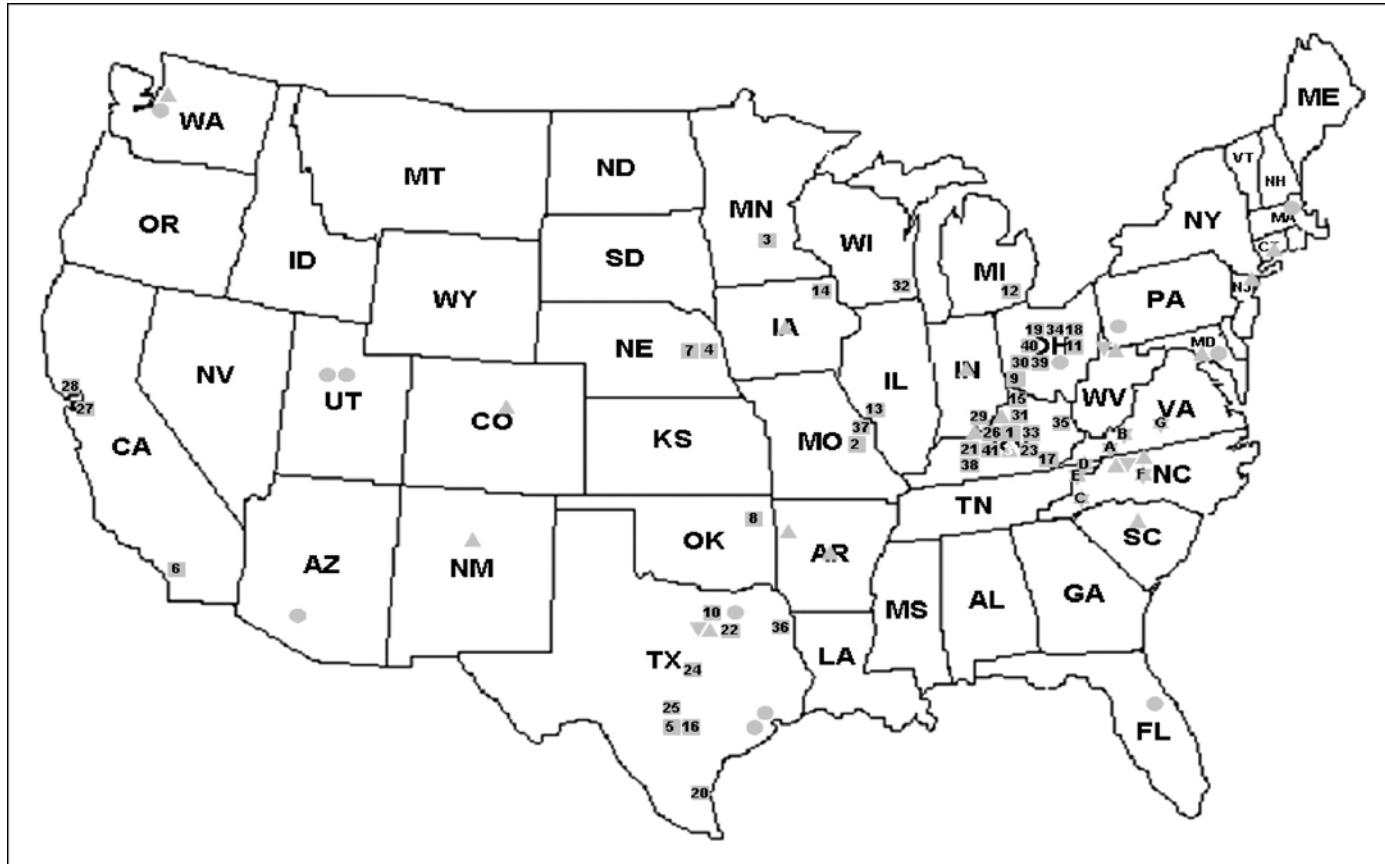 ME
WA
VT
MT
ND
NH
MN
OR
NY
MA
3
WI
ID
SD
CT
MI
WY
14
32
12
PA
NJ
IA
19 34 18
NE
7 4
40 OH 11
MD
30 39
NV
IN
28
UT
9
27
IL
WV
CO
15
VA
CA
13
29 31
35
G
KS
MO
37
26 1 33
B
2
21 41 23
A
38
17
D
E
F
NC
TN
C
8
OK
SC
AZ
AR
6
NM
MS
AL
GA
10
22
36
LA
TX
24
25
FL
5 16
20